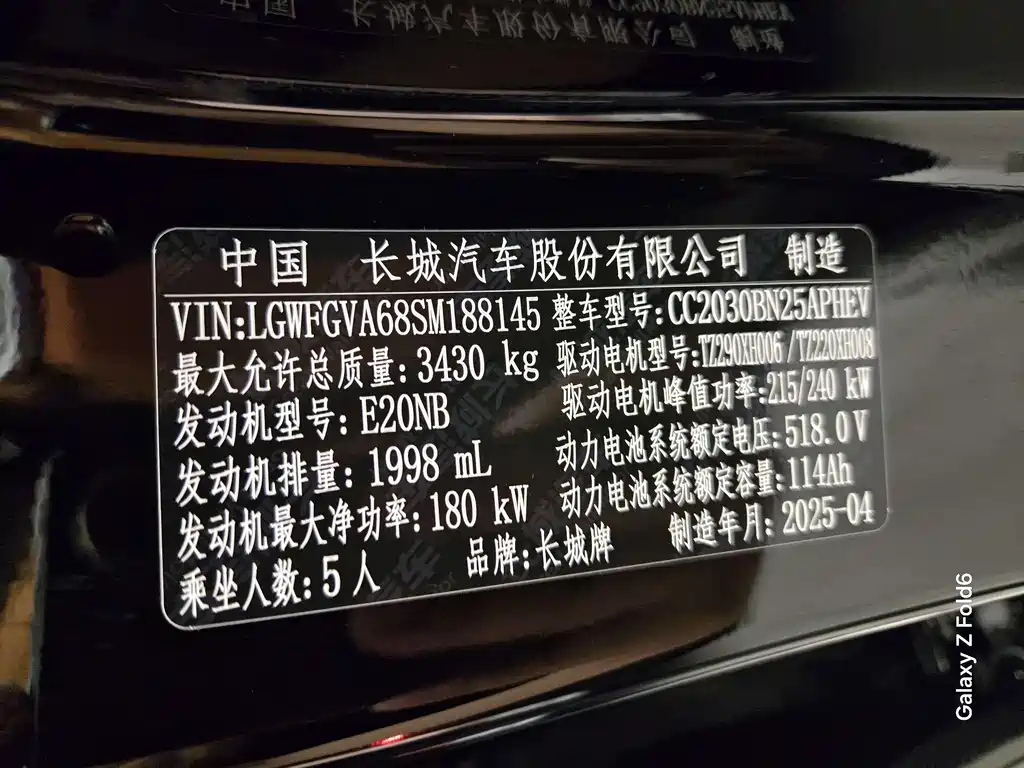 中国 长城汽车股份有限公司 制造
VIN:LGWFGVA68SM188145 整车型号:CC2030BN25APHEV
最大允许总质量:3430 kg 驱动电机型号:TZ290XH006/TZ220XH008
发动机型号:E20NB 驱动电机峰值功率:215/240 kW
发动机排量:1998 mL 动力电池系统额定电压:518.0V
发动机最大净功率:180 kW 动力电池系统额定容量:114Ah
乘坐人数:5人 品牌:长城牌 制造年月:2025-04
Galaxy Z Fold6